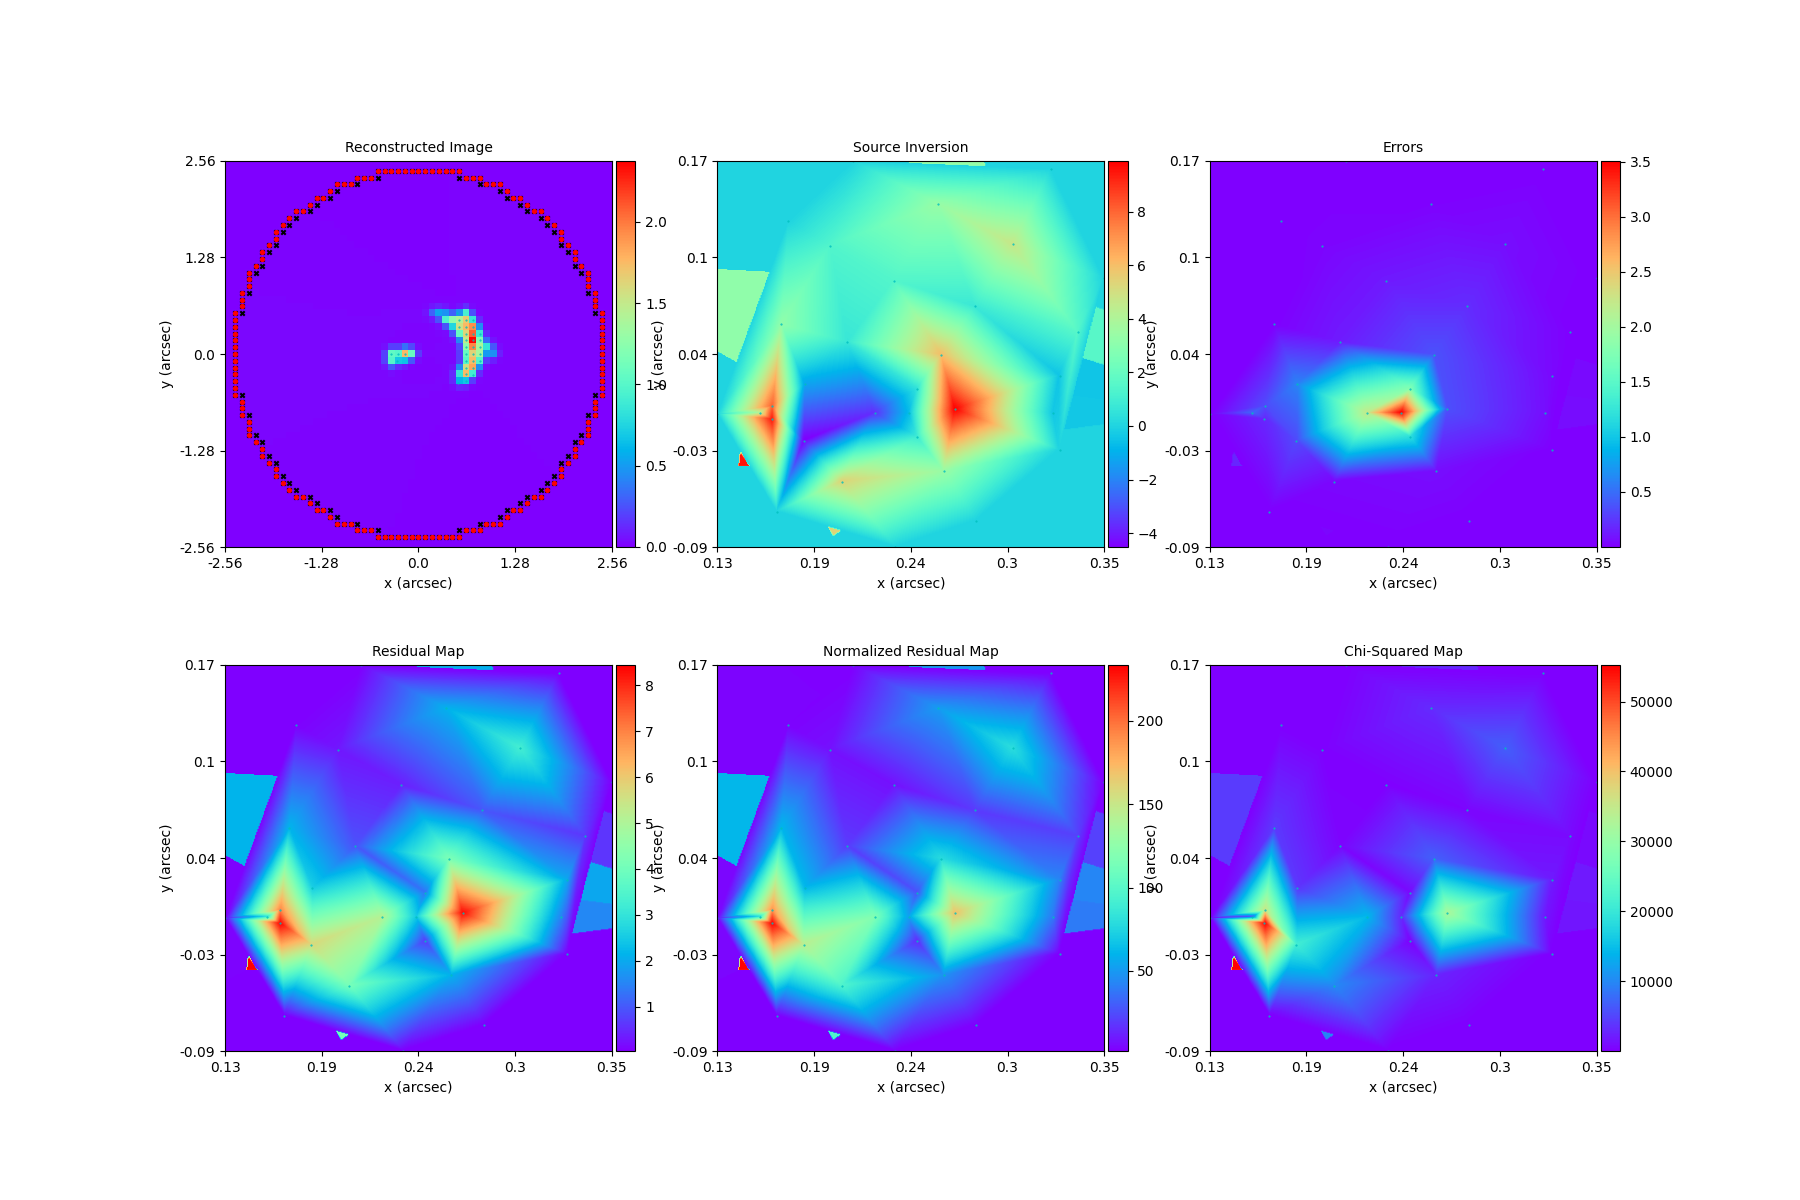 Reconstructed Image
2.56
1.28
0.0
-1.28
-2.56
y (arcsec)
-2.56 -1.28 0.0 1.28 2.56
x (arcsec)
2.0
1.5
1.0
0.5
0.0
Source Inversion
0.17
0.1
0.04
-0.03
-0.09
y (arcsec)
0.13 0.19 0.24 0.3 0.35
x (arcsec)
8
6
4
2
0
−2
−4
Errors
0.17
0.1
0.04
-0.03
-0.09
y (arcsec)
0.13 0.19 0.24 0.3 0.35
x (arcsec)
3.5
3.0
2.5
2.0
1.5
1.0
0.5
Residual Map
0.17
0.1
0.04
-0.03
-0.09
y (arcsec)
0.13 0.19 0.24 0.3 0.35
x (arcsec)
8
7
6
5
4
3
2
1
Normalized Residual Map
0.17
0.1
0.04
-0.03
-0.09
y (arcsec)
0.13 0.19 0.24 0.3 0.35
x (arcsec)
200
150
100
50
Chi-Squared Map
0.17
0.1
0.04
-0.03
-0.09
y (arcsec)
0.13 0.19 0.24 0.3 0.35
x (arcsec)
50000
40000
30000
20000
10000